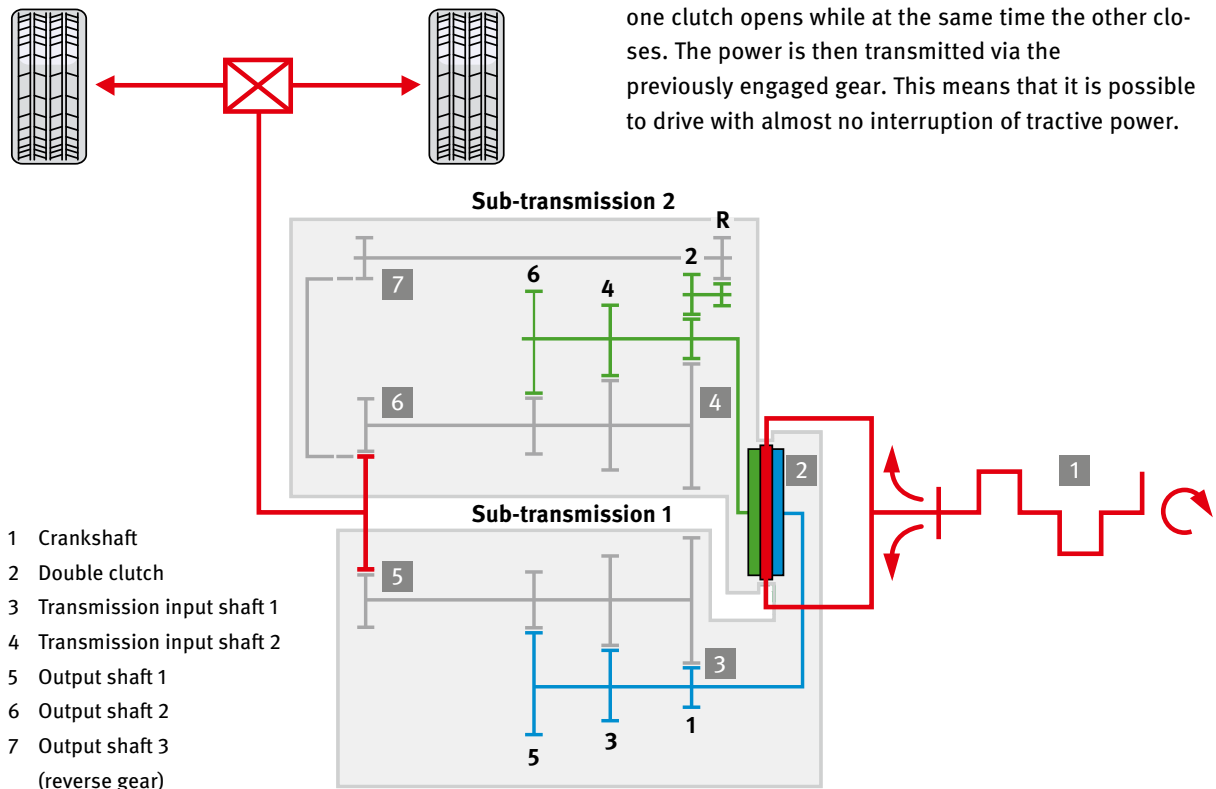 one clutch opens while at the same time the other clo-
ses. The power is then transmitted via the
previously engaged gear. This means that it is possible
to drive with almost no interruption of tractive power.
Sub-transmission 2
R
2
7
6
4
6
4
2
1
Sub-transmission 1
5
3
1
3
5
1 Crankshaft
2 Double clutch
3 Transmission input shaft 1
4 Transmission input shaft 2
5 Output shaft 1
6 Output shaft 2
7 Output shaft 3
(reverse gear)